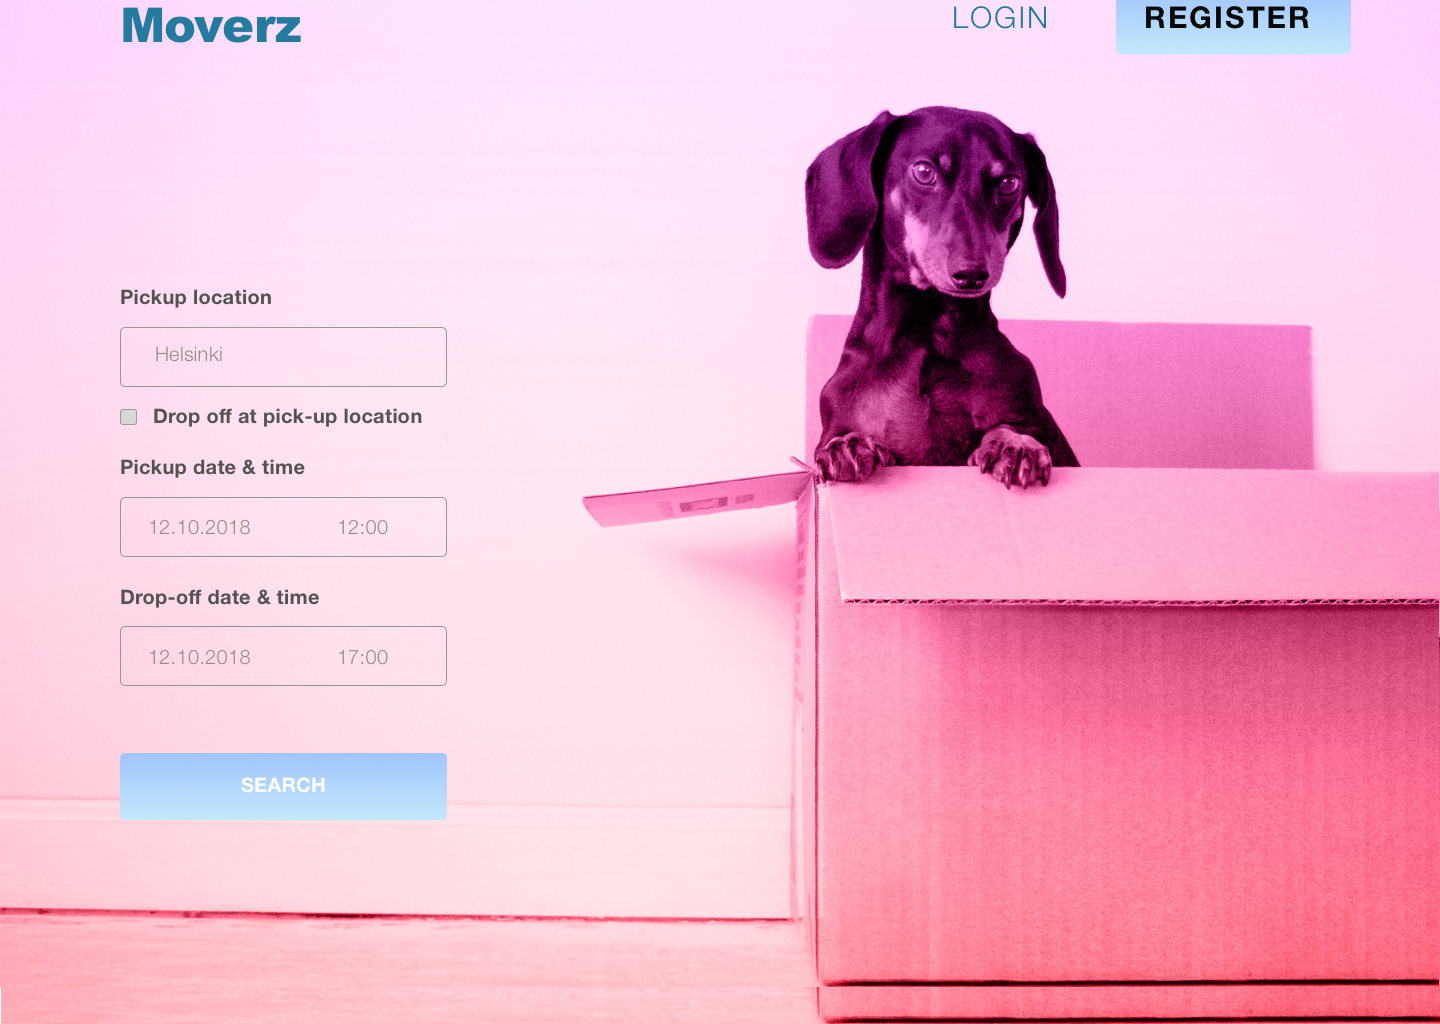 Moverz
LOGIN
REGISTER
Pickup location
Helsinki
Drop off at pick-up location
Pickup date & time
12.10.2018 12:00
Drop-off date & time
12.10.2018 17:00
SEARCH